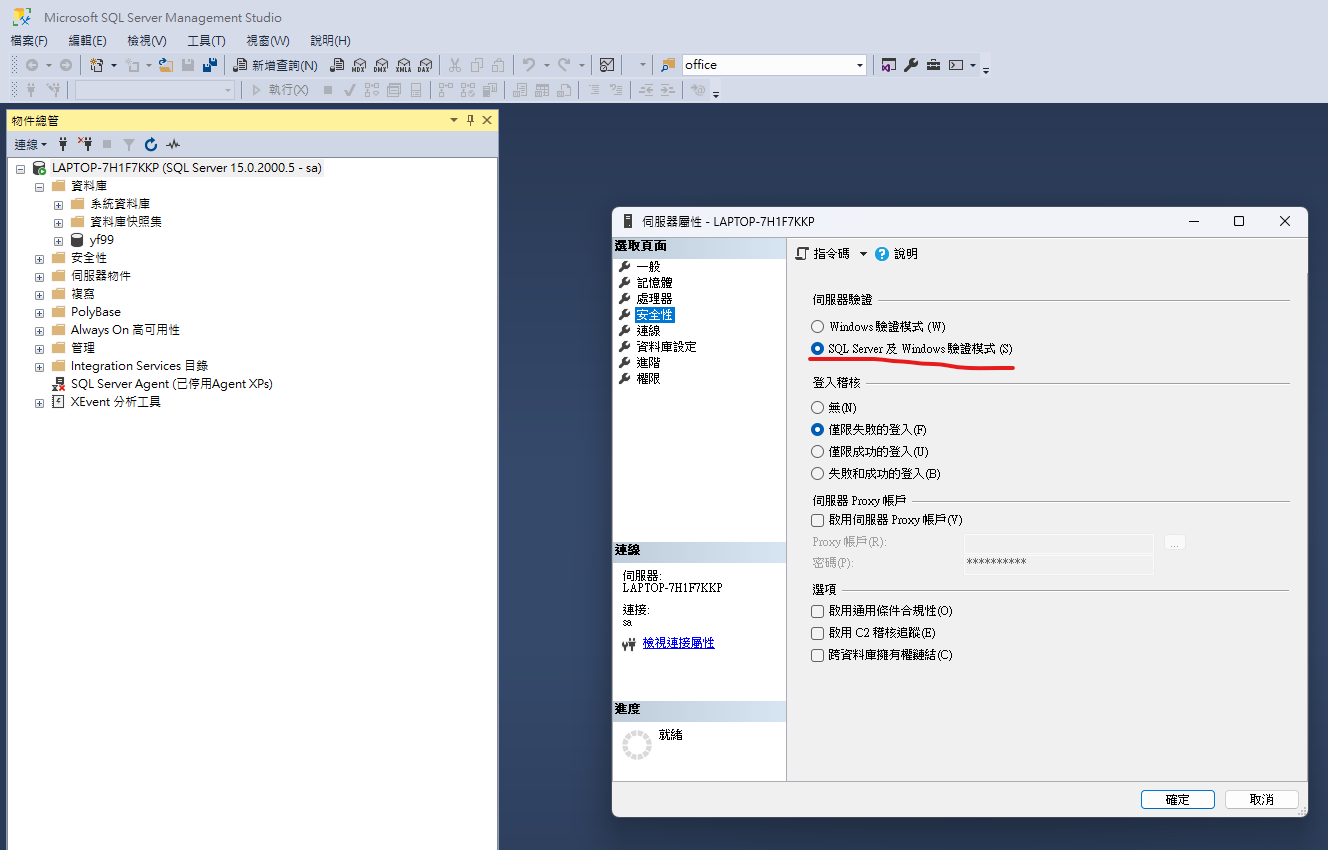 Microsoft SQL Server Management Studio
檔案(F) 編輯(E) 檢視(V) 工具(T) 視窗(W) 說明(H)
新增查詢(N) MDX DMX XMLA DAX office
執行(X)
物件總管
連線
LAPTOP-7H1F7KKP (SQL Server 15.0.2000.5 - sa)
資料庫
系統資料庫
資料庫快照集
yf99
安全性
伺服器物件
複寫
PolyBase
Always On 高可用性
管理
Integration Services 目錄
SQL Server Agent (已停用Agent XPs)
XEvent 分析工具
伺服器屬性 - LAPTOP-7H1F7KKP
選取頁面
一般
記憶體
處理器
安全性
連線
資料庫設定
進階
權限
連線
伺服器:
LAPTOP-7H1F7KKP
連接:
sa
檢視連接屬性
進度
就緒
指令碼 說明
伺服器驗證
Windows 驗證模式 (W)
SQL Server 及 Windows 驗證模式 (S)
登入稽核
無(N)
僅限失敗的登入(F)
僅限成功的登入(U)
失敗和成功的登入(B)
伺服器 Proxy 帳戶
啟用伺服器 Proxy 帳戶(V)
Proxy 帳戶(R): ...
密碼(P): **********
選項
啟用通用條件合規性(O)
啟用 C2 稽核追蹤(E)
跨資料庫擁有權鏈結(C)
確定 取消